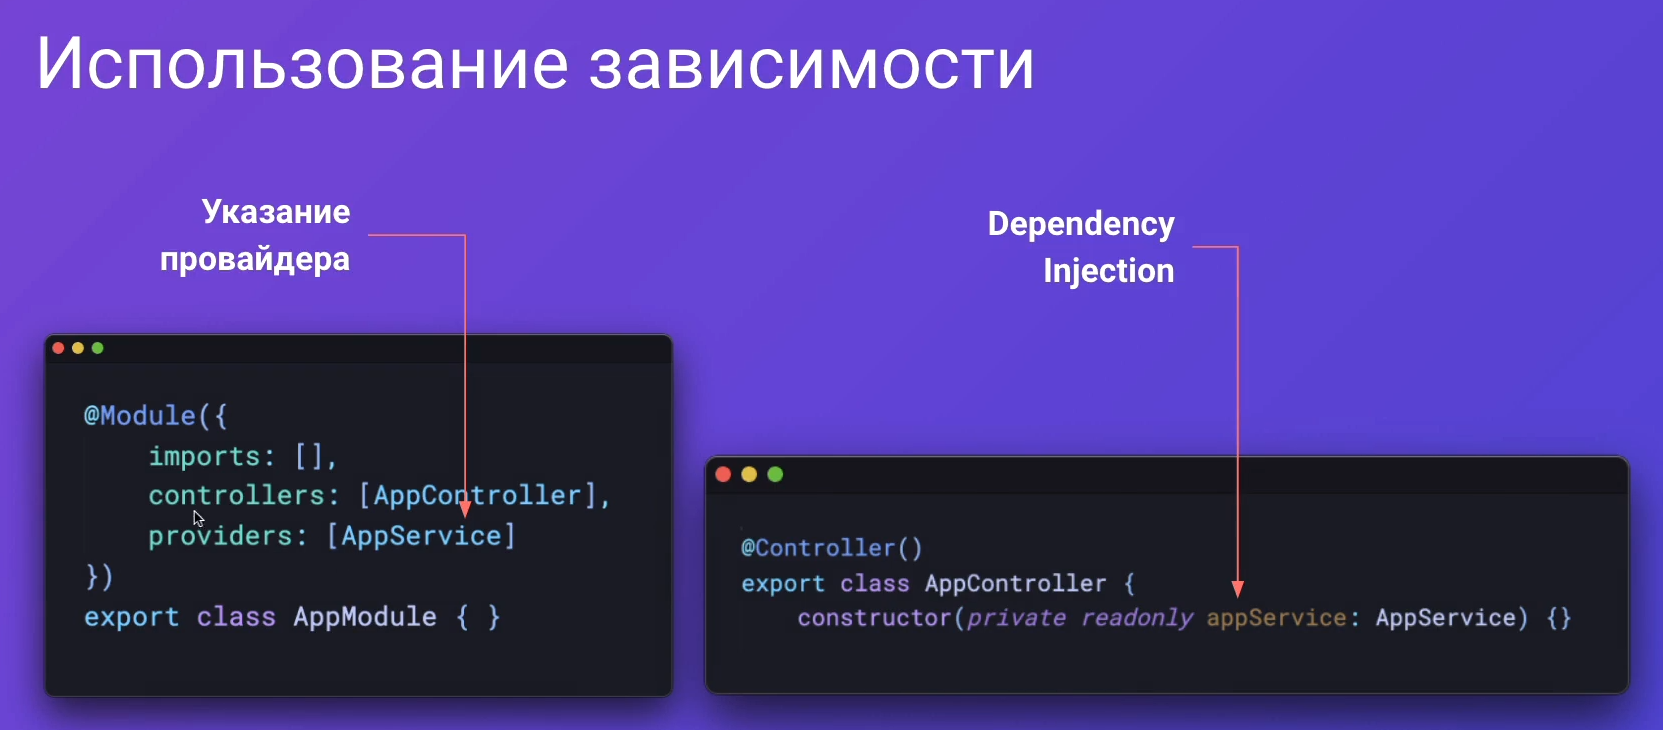 Использование зависимости
Указание
провайдера
Dependency
Injection
@Module({
    imports: [],
    controllers: [AppController],
    providers: [AppService]
})
export class AppModule { }
@Controller()
export class AppController {
    constructor(private readonly appService: AppService) {}